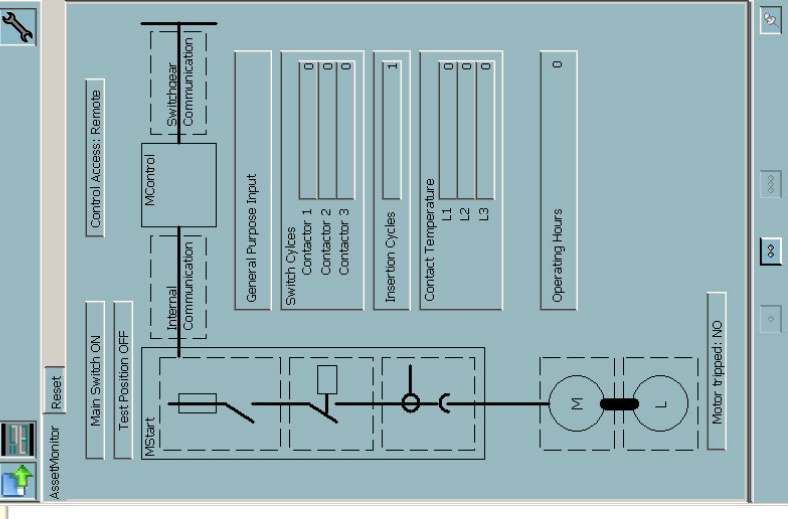 AssetMonitor
Reset
Main Switch ON
Control Access: Remote
Test Position OFF
MStart
Internal
Communication
MControl
Switchgear
Communication
General Purpose Input
Switch Cylces
Contactor 1 0
Contactor 2 0
Contactor 3 0
Insertion Cycles 1
Contact Temperature
L1 0
L2 0
L3 0
Operating Hours 0
M
L
Motor tripped: NO